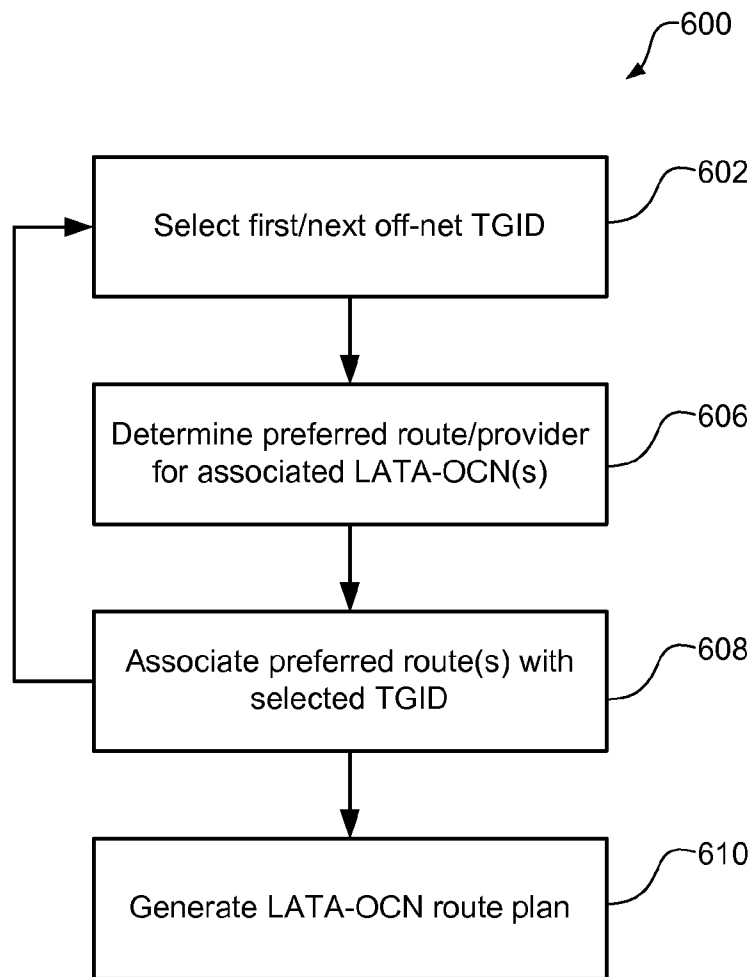 600
602
Select first/next off-net TGID
606
Determine preferred route/provider
for associated LATA-OCN(s)
608
Associate preferred route(s) with
selected TGID
610
Generate LATA-OCN route plan